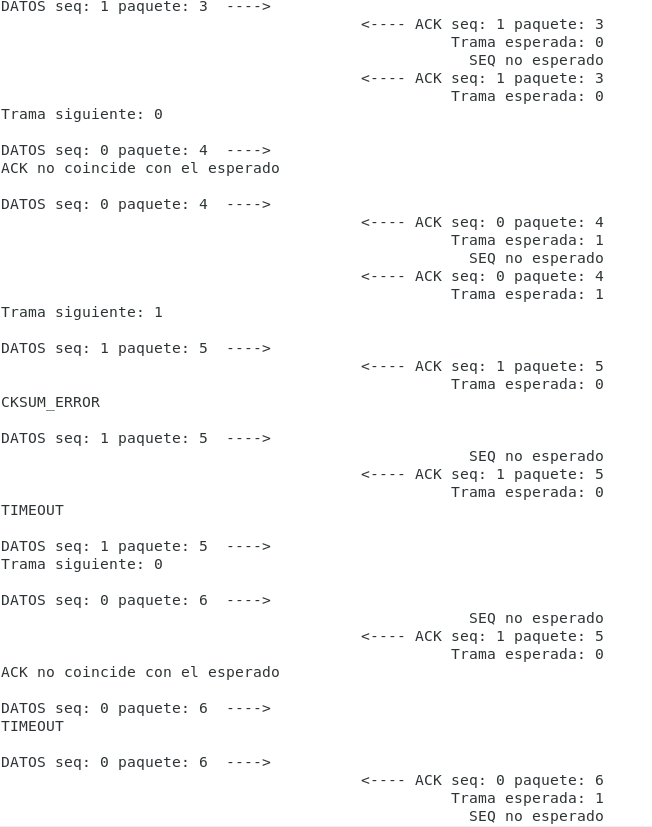 DATOS seq: 1 paquete: 3  ---->
<---- ACK seq: 1 paquete: 3
Trama esperada: 0
SEQ no esperado
<---- ACK seq: 1 paquete: 3
Trama esperada: 0
Trama siguiente: 0
DATOS seq: 0 paquete: 4  ---->
ACK no coincide con el esperado
DATOS seq: 0 paquete: 4  ---->
<---- ACK seq: 0 paquete: 4
Trama esperada: 1
SEQ no esperado
<---- ACK seq: 0 paquete: 4
Trama esperada: 1
Trama siguiente: 1
DATOS seq: 1 paquete: 5  ---->
<---- ACK seq: 1 paquete: 5
Trama esperada: 0
CKSUM_ERROR
DATOS seq: 1 paquete: 5  ---->
SEQ no esperado
<---- ACK seq: 1 paquete: 5
Trama esperada: 0
TIMEOUT
DATOS seq: 1 paquete: 5  ---->
Trama siguiente: 0
DATOS seq: 0 paquete: 6  ---->
SEQ no esperado
<---- ACK seq: 1 paquete: 5
Trama esperada: 0
ACK no coincide con el esperado
DATOS seq: 0 paquete: 6  ---->
TIMEOUT
DATOS seq: 0 paquete: 6  ---->
<---- ACK seq: 0 paquete: 6
Trama esperada: 1
SEQ no esperado